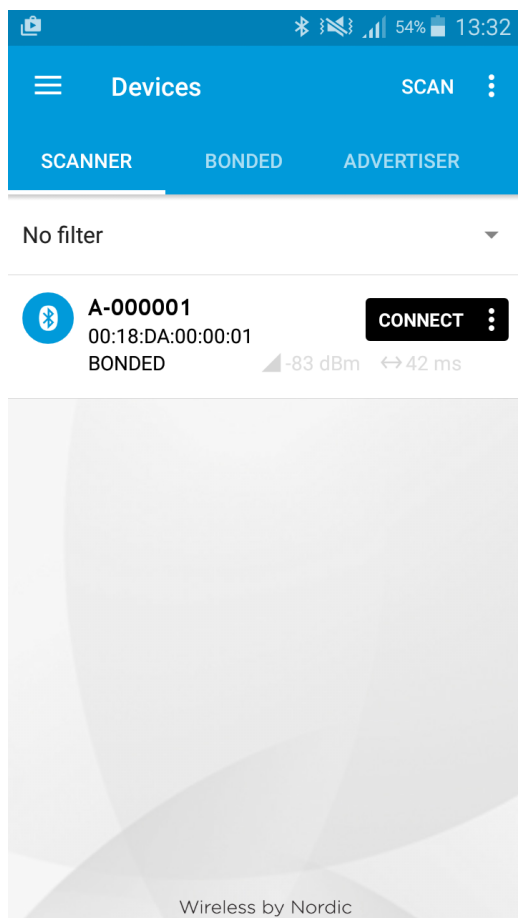 54% 13:32
Devices SCAN
SCANNER BONDED ADVERTISER
No filter
A-000001
00:18:DA:00:00:01 CONNECT
BONDED -83 dBm 42 ms
Wireless by Nordic